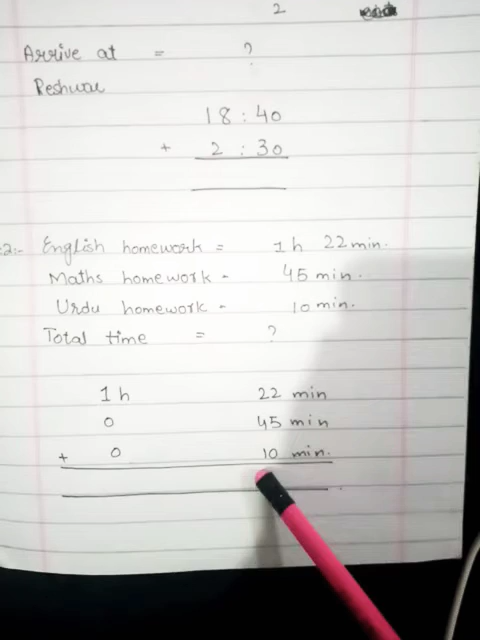 2
Arrive at = ?
18 : 40
+ 2 : 30
2:- English homework = 1 h 22 min.
Maths homework - 45 min.
Urdu homework - 10 min.
Total time = ?
1 h 22 min
0 45 min
+ 0 10 min.